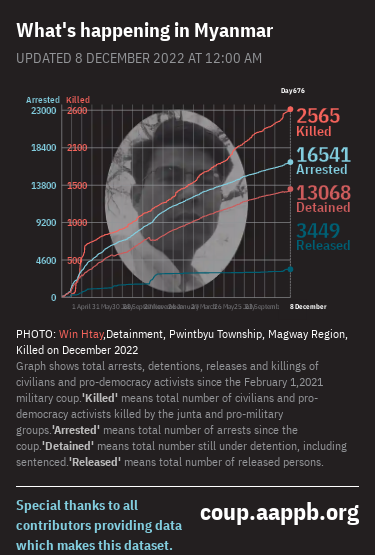 What's happening in Myanmar
UPDATED 8 DECEMBER 2022 AT 12:00 AM
Day676
Arrested Killed
23000 2600
18400 2100
13800 1500
9200 1000
4600 500
0
2565
Killed
16541
Arrested
13068
Detained
3449
Released
8 December
PHOTO: Win Htay,Detainment, Pwintbyu Township, Magway Region,
Killed on December 2022
Graph shows total arrests, detentions, releases and killings of
civilians and pro-democracy activists since the February 1,2021
military coup.'Killed' means total number of civilians and pro-
democracy activists killed by the junta and pro-military
groups.'Arrested' means total number of arrests since the
coup.'Detained' means total number still under detention, including
sentenced.'Released' means total number of released persons.
Special thanks to all
contributors providing data
which makes this dataset.
coup.aappb.org